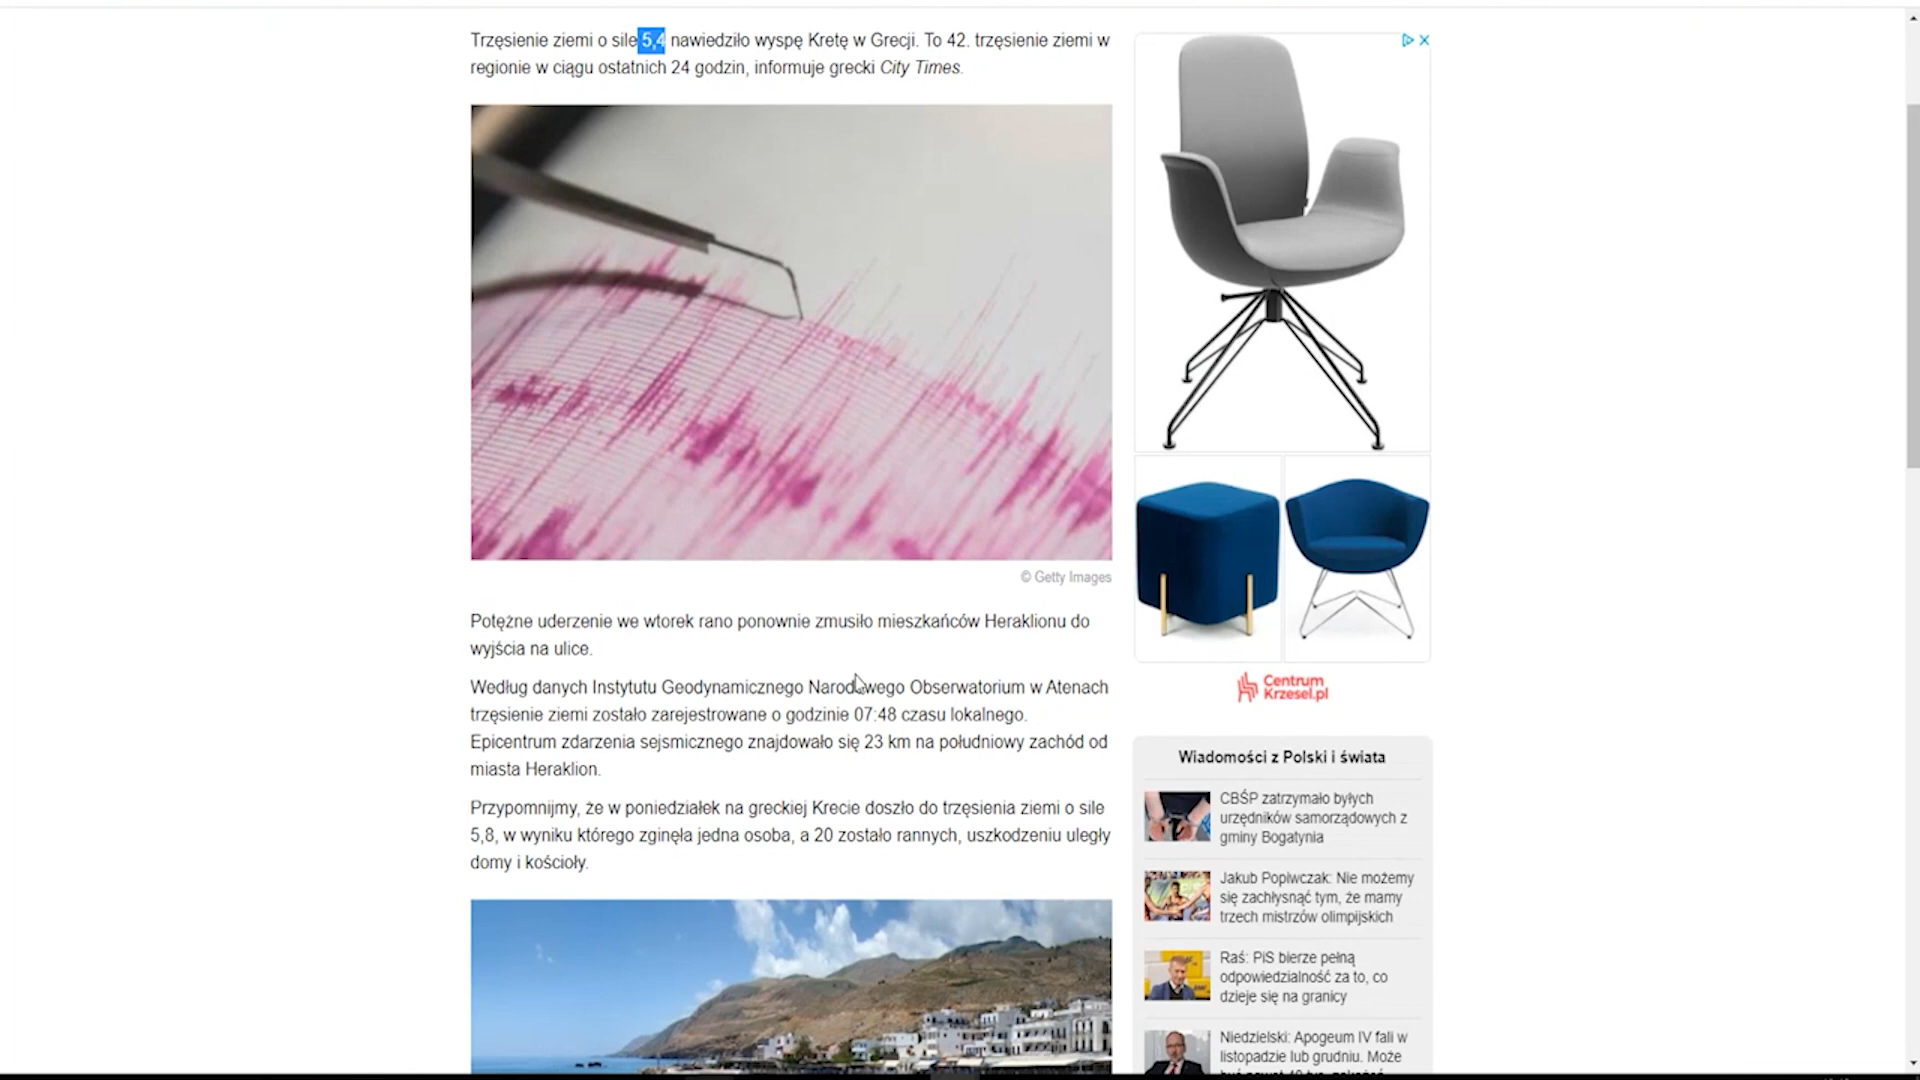 Trzęsienie ziemi o sile 5,4 nawiedziło wyspę Kretę w Grecji. To 42. trzęsienie ziemi w
regionie w ciągu ostatnich 24 godzin, informuje grecki City Times.
© Getty Images
Potężne uderzenie we wtorek rano ponownie zmusiło mieszkańców Heraklionu do
wyjścia na ulice.
Według danych Instytutu Geodynamicznego Narodowego Obserwatorium w Atenach
trzęsienie ziemi zostało zarejestrowane o godzinie 07:48 czasu lokalnego.
Epicentrum zdarzenia sejsmicznego znajdowało się 23 km na południowy zachód od
miasta Heraklion.
Przypomnijmy, że w poniedziałek na greckiej Krecie doszło do trzęsienia ziemi o sile
5,8, w wyniku którego zginęła jedna osoba, a 20 zostało rannych, uszkodzeniu uległy
domy i kościoły.
Centrum
Krzesel.pl
Wiadomości z Polski i świata
CBŚP zatrzymało byłych
urzędników samorządowych z
gminy Bogatynia
Jakub Popiwczak: Nie możemy
się zachłysnąć tym, że mamy
trzech mistrzów olimpijskich
Raś: PiS bierze pełną
odpowiedzialność za to, co
dzieje się na granicy
Niedzielski: Apogeum IV fali w
listopadzie lub grudniu. Może